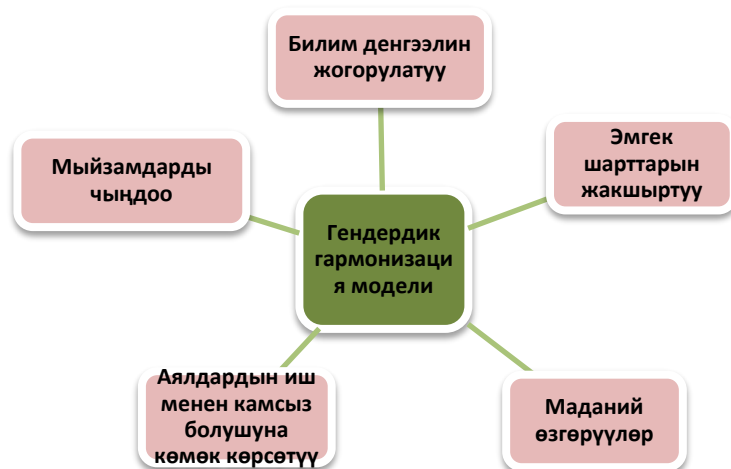 Билим денгээлин
жогорулатуу
Мыйзамдарды
чыңдоо
Эмгек
шарттарын
жакшыртуу
Гендердик
гармонизаци
я модели
Аялдардын иш
менен камсыз
болушуна
көмөк көрсөтүү
Маданий
өзгөрүүлөр